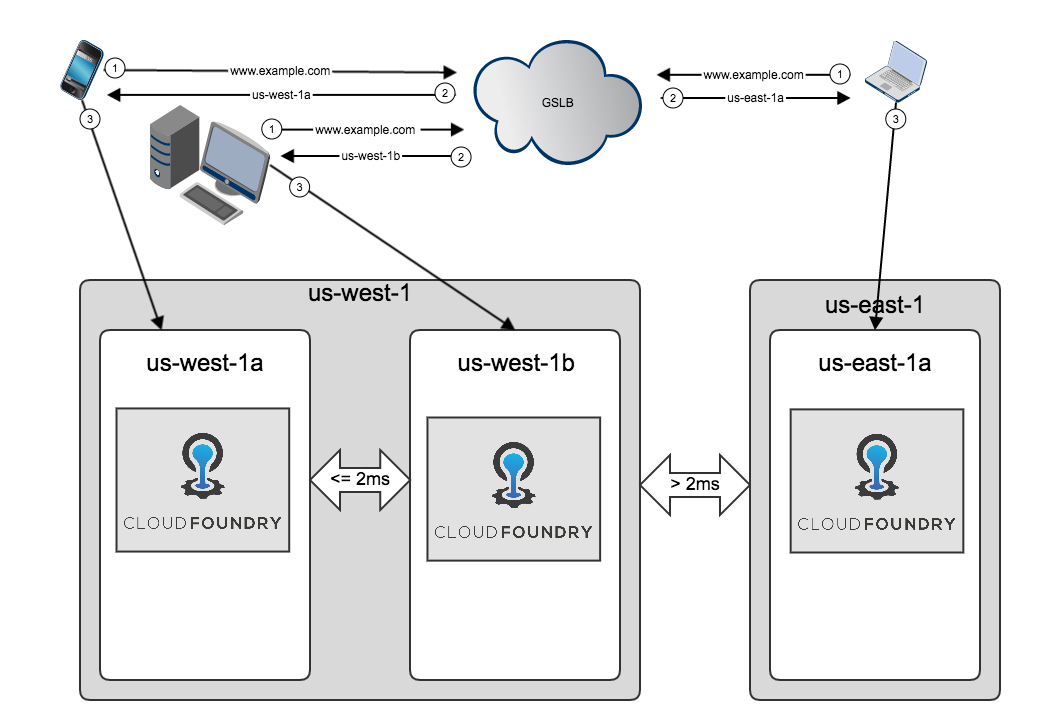 1 www.example.com
us-west-1a 2
3
1 www.example.com
us-west-1b 2
3
GSLB
www.example.com 1
2 us-east-1a
3
us-west-1
us-east-1
us-west-1a
us-west-1b
us-east-1a
CLOUDFOUNDRY
<= 2ms
CLOUDFOUNDRY
> 2ms
CLOUDFOUNDRY